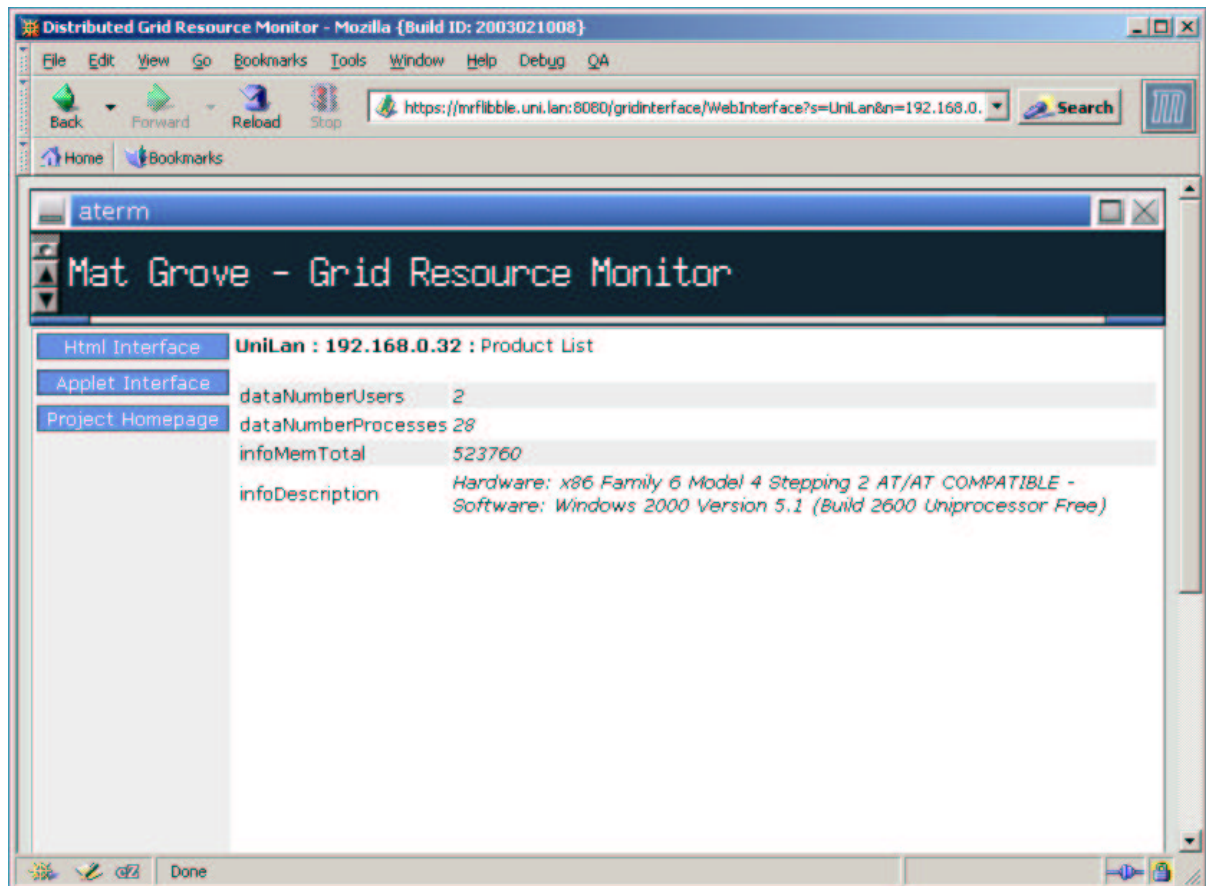 Distributed Grid Resource Monitor - Mozilla {Build ID: 2003021008}
File Edit View Go Bookmarks Tools Window Help Debug QA
Back Forward Reload Stop https://mrflibble.uni.lan:8080/gridinterface/WebInterface?s=UniLan&n=192.168.0. Search
Home Bookmarks
aterm
Mat Grove - Grid Resource Monitor
Html Interface
Applet Interface
Project Homepage
UniLan : 192.168.0.32 : Product List
dataNumberUsers 2
dataNumberProcesses 28
infoMemTotal 523760
infoDescription Hardware: x86 Family 6 Model 4 Stepping 2 AT/AT COMPATIBLE -
Software: Windows 2000 Version 5.1 (Build 2600 Uniprocessor Free)
Done